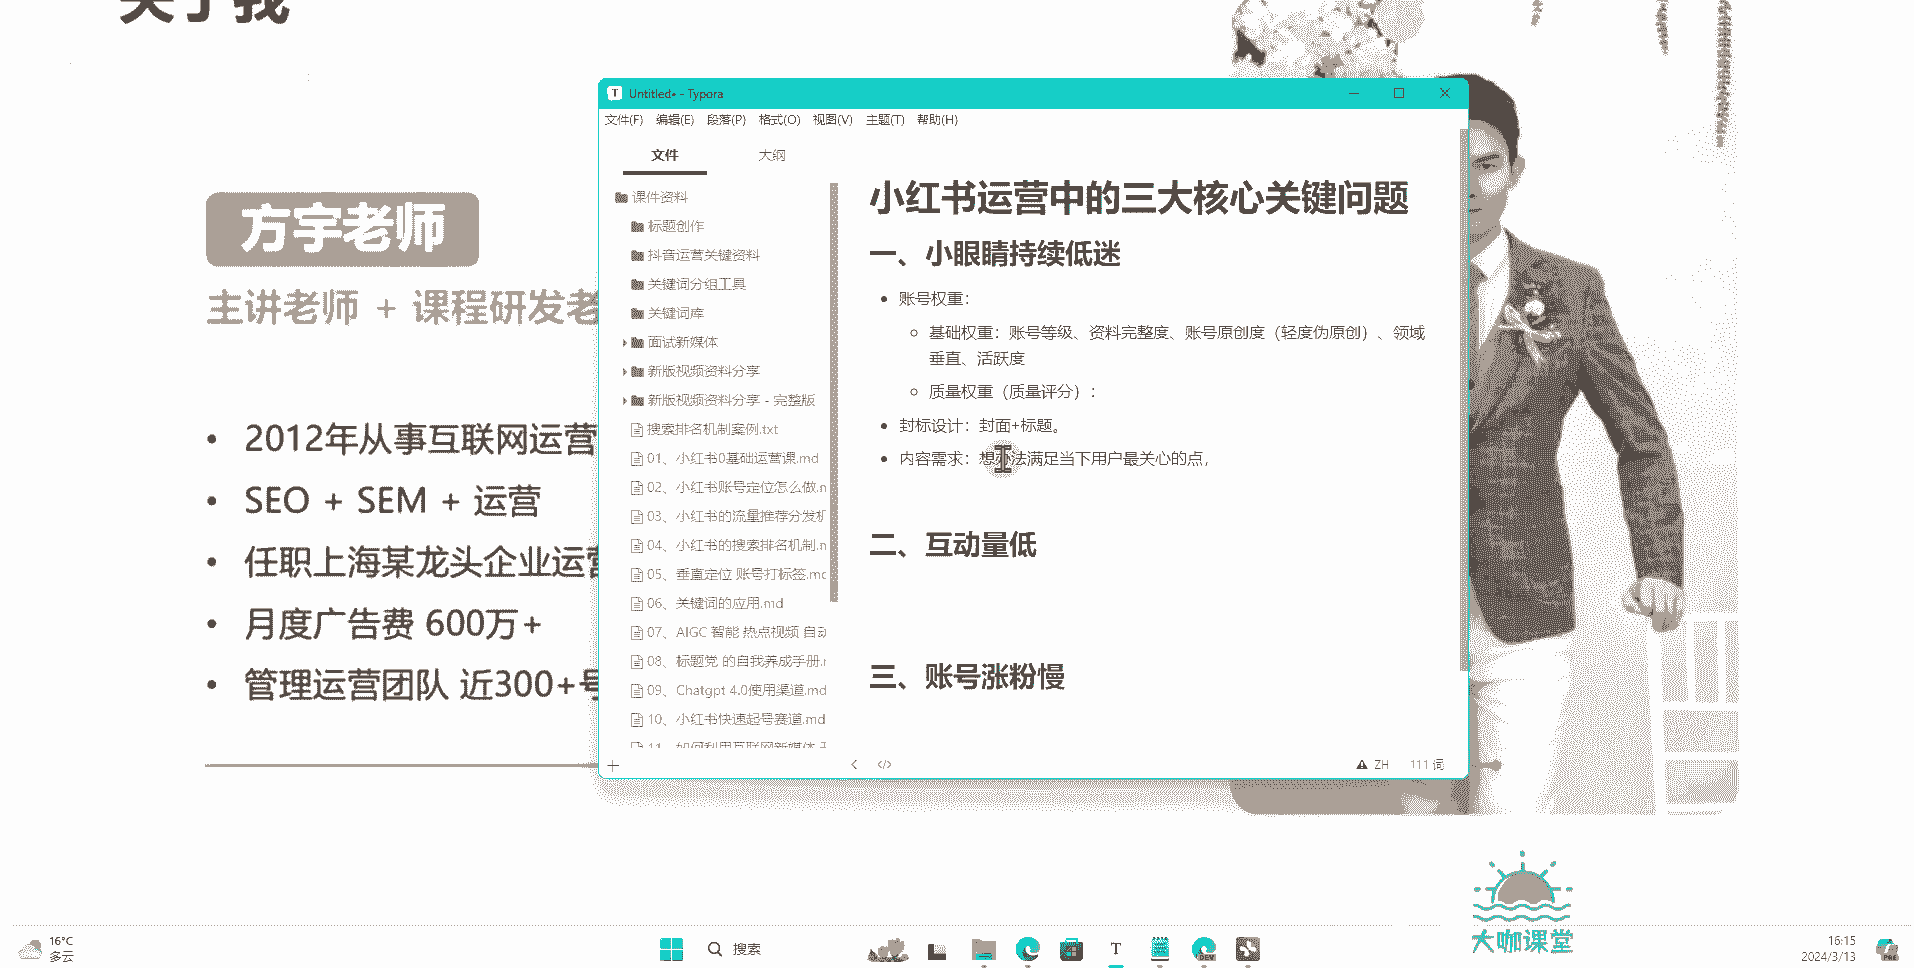 关于我
方宇老师
主讲老师 + 课程研发老
2012年从事互联网运营
SEO + SEM + 运营
任职上海某龙头企业运营
月度广告费 600万+
管理运营团队 近300+号
Untitled• - Typora
文件(F) 编辑(E) 段落(P) 格式(O) 视图(V) 主题(T) 帮助(H)
文件 大纲
课件资料
标题创作
抖音运营关键资料
关键词分组工具
关键词库
面试新媒体
新版视频资料分享
新版视频资料分享 - 完整版
搜索排名机制案例.txt
01、小红书0基础运营课.md
02、小红书账号定位怎么做.n
03、小红书的流量推荐分发机
04、小红书的搜索排名机制.n
05、垂直定位 账号打标签.mc
06、关键词的应用.md
07、AIGC 智能 热点视频 自动
08、标题党 的自我养成手册.r
09、Chatgpt 4.0使用渠道.md
10、小红书快速起号赛道.md
11、如何利用互联网新媒体
小红书运营中的三大核心关键问题
一、小眼睛持续低迷
账号权重：
基础权重：账号等级、资料完整度、账号原创度（轻度伪原创）、领域
垂直、活跃度
质量权重（质量评分）：
封标设计：封面+标题。
内容需求：想办法满足当下用户最关心的点，
二、互动量低
三、账号涨粉慢
ZH 111 词
大咖课堂
16°C
多云
搜索
16:15
2024/3/13